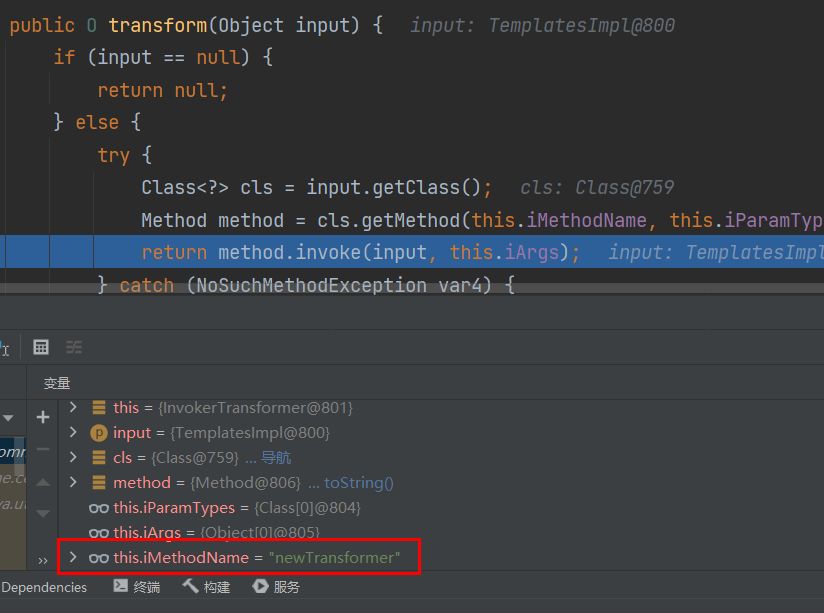 public O transform(Object input) {   input: TemplatesImpl@800
if (input == null) {
return null;
} else {
try {
Class<?> cls = input.getClass();   cls: Class@759
Method method = cls.getMethod(this.iMethodName, this.iParamTyp
return method.invoke(input, this.iArgs);   input: TemplatesImpl
} catch (NoSuchMethodException var4) {
变量
this = {InvokerTransformer@801}
input = {TemplatesImpl@800}
cls = {Class@759} ... 导航
method = {Method@806} ... toString()
this.iParamTypes = {Class[0]@804}
this.iArgs = {Object[0]@805}
this.iMethodName = "newTransformer"
Dependencies 终端 构建 服务